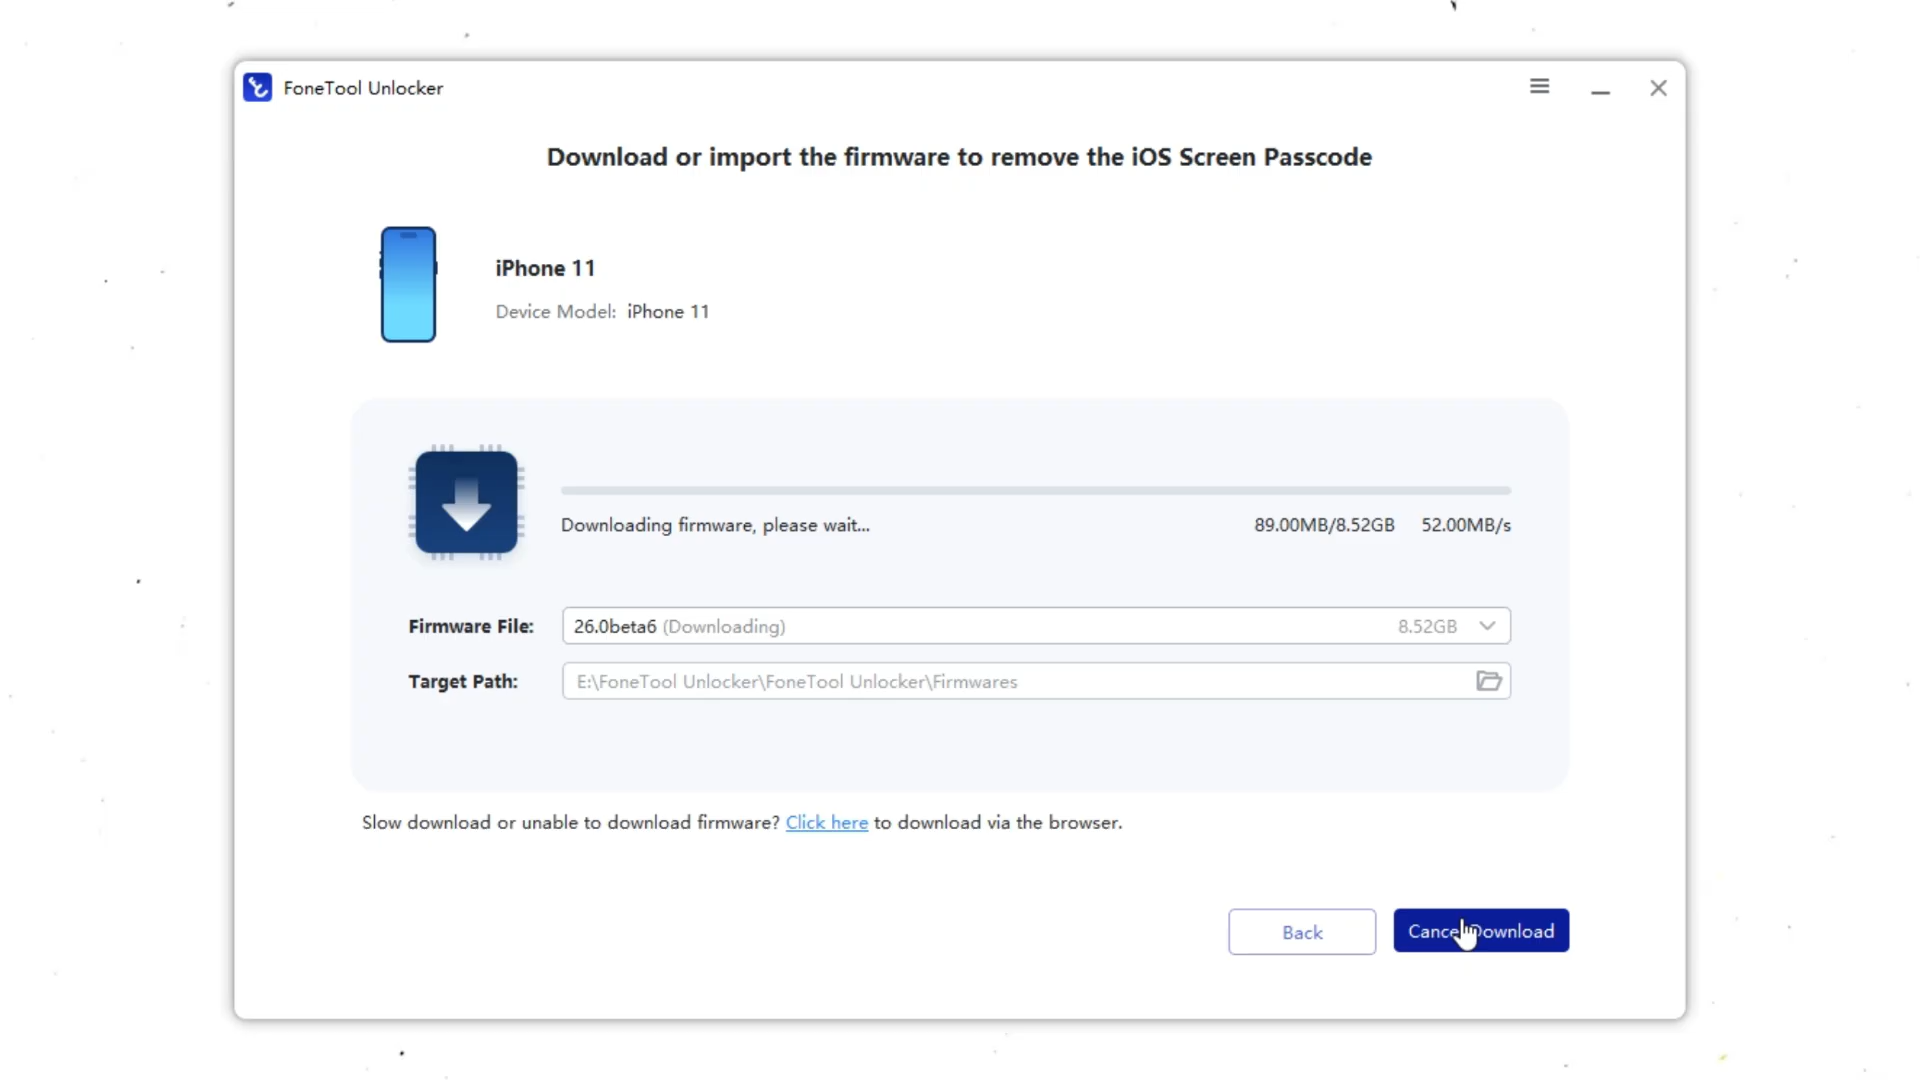 FoneTool Unlocker
Download or import the firmware to remove the iOS Screen Passcode
iPhone 11
Device Model: iPhone 11
Downloading firmware, please wait... 89.00MB/8.52GB 52.00MB/s
Firmware File: 26.0beta6 (Downloading) 8.52GB
Target Path: E:\FoneTool Unlocker\FoneTool Unlocker\Firmwares
Slow download or unable to download firmware? Click here to download via the browser.
Back Cancel Download